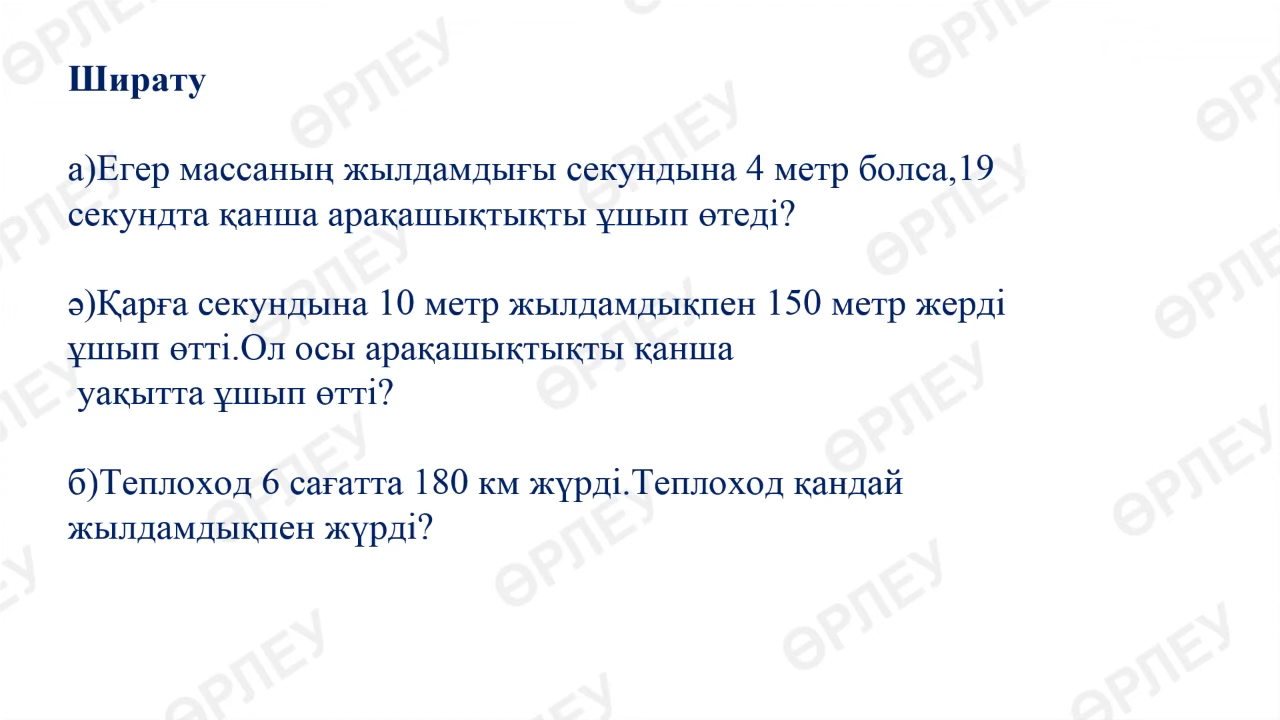 Ширату
а)Егер массаның жылдамдығы секундына 4 метр болса,19
секундта қанша арақашықтықты ұшып өтеді?
ә)Қарға секундына 10 метр жылдамдықпен 150 метр жерді
ұшып өтті.Ол осы арақашықтықты қанша
уақытта ұшып өтті?
б)Теплоход 6 сағатта 180 км жүрді.Теплоход қандай
жылдамдықпен жүрді?
ӨРЛЕУ